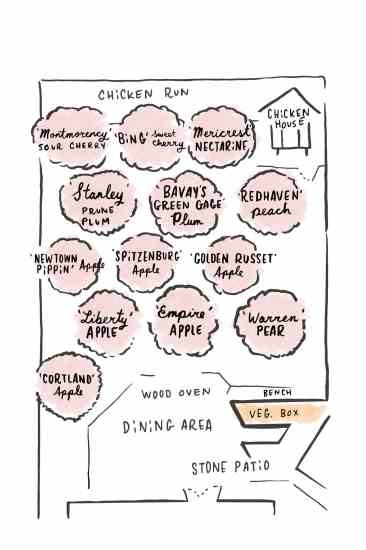 CHICKEN RUN
CHICKEN
HOUSE
'Montmorency'
SOUR CHERRY
'BING' sweet
cherry
Mericrest
NECTARINE
Stanley
PRUNE
PLUM
'BAVAY'S
GREEN GAGE'
Plum
'REDHAVEN'
peach
'NEWTOWN
PIPPIN' Apple
'SPITZENBURG'
Apple
'GOLDEN RUSSET'
Apple
'Liberty'
APPLE
'Empire'
APPLE
'Warren'
PEAR
'CORTLAND'
Apple
WOOD OVEN
BENCH
VEG. BOX
DINING AREA
STONE PATIO